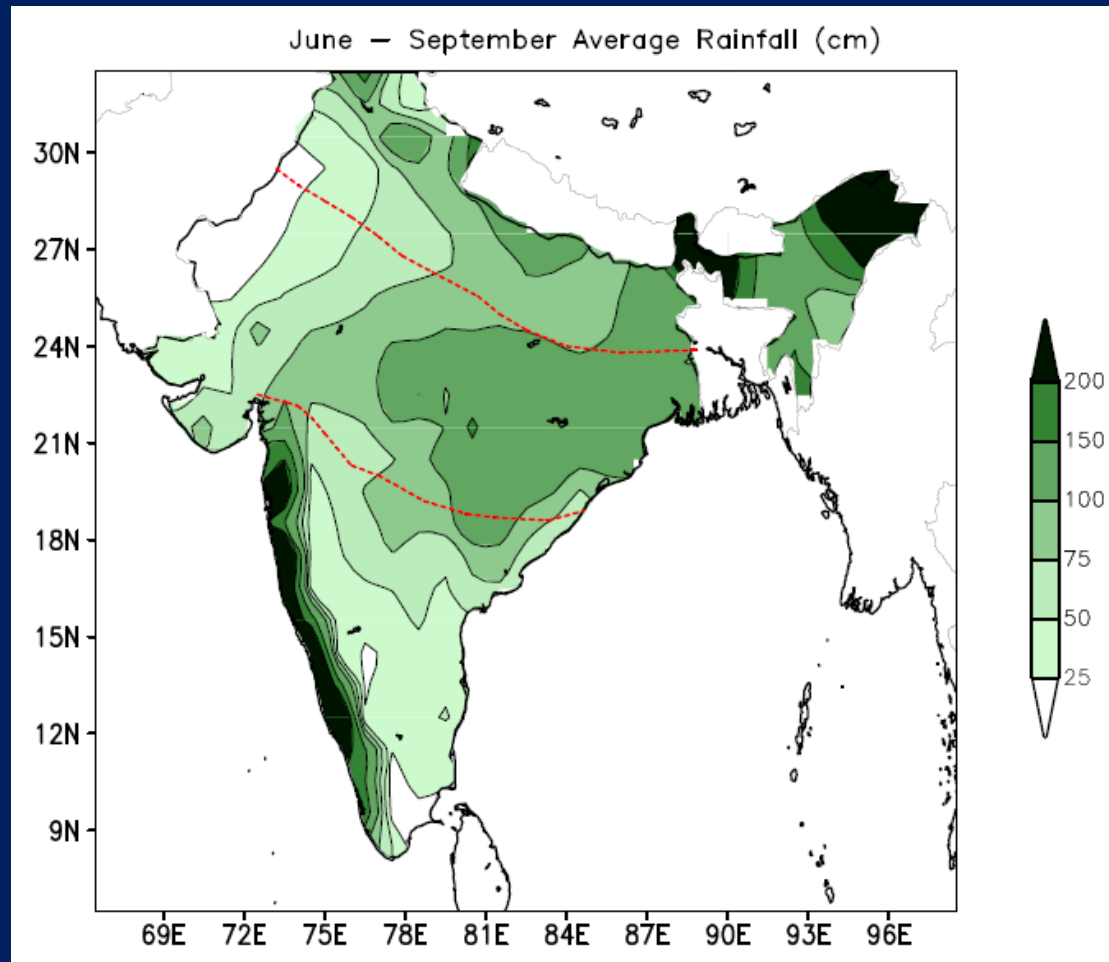 June – September Average Rainfall (cm)
30N
27N
24N
21N
18N
15N
12N
9N
69E 72E 75E 78E 81E 84E 87E 90E 93E 96E
200
150
100
75
50
25